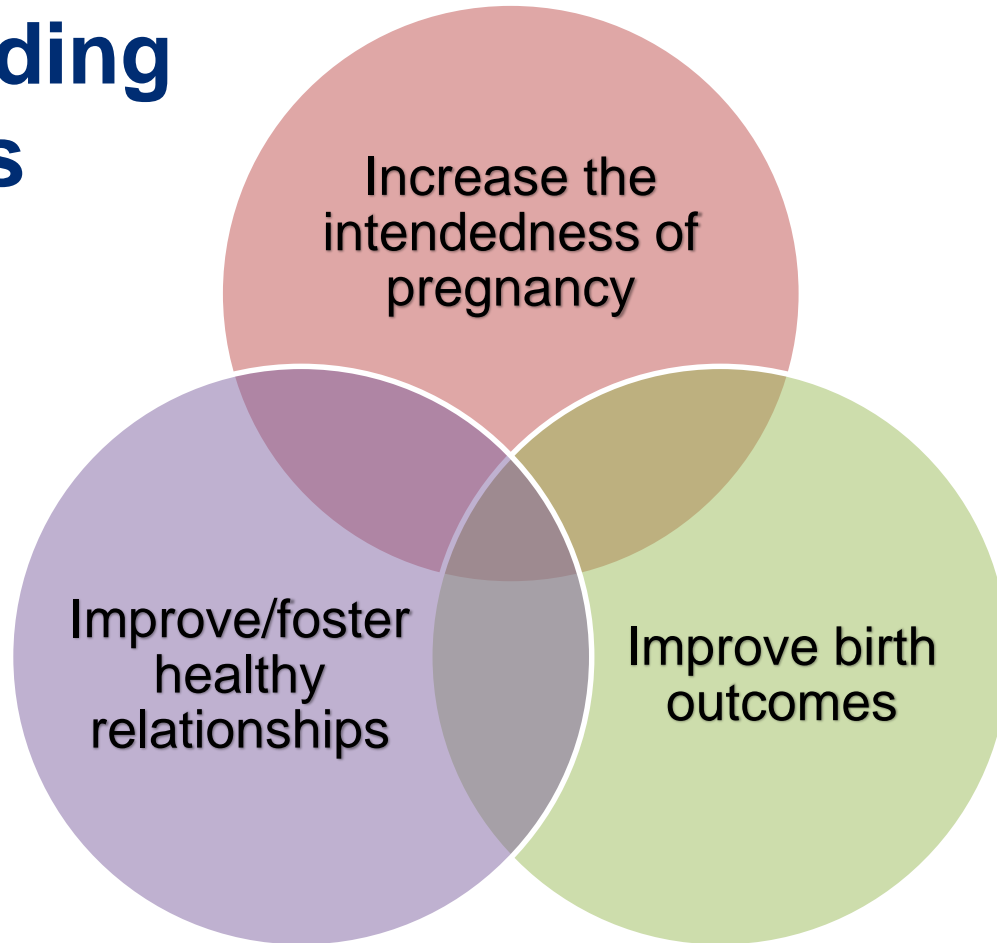 ding
s
Increase the
intendedness of
pregnancy
Improve/foster
healthy
relationships
Improve birth
outcomes